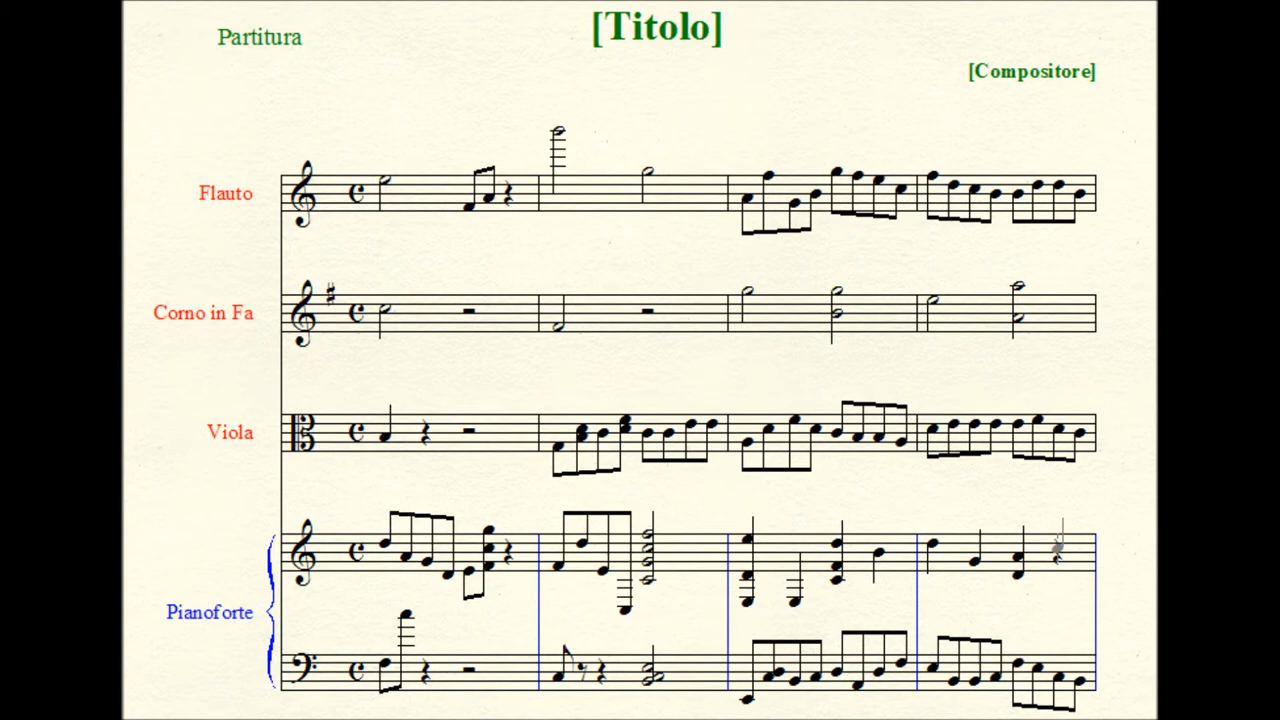 Partitura
[Titolo]
[Compositore]
Flauto
Corno in Fa
Viola
Pianoforte